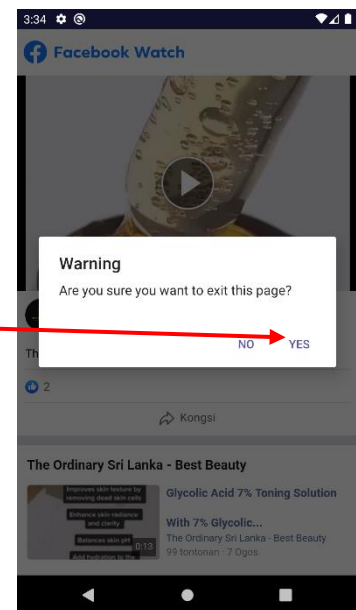 3:34
Facebook Watch
Warning
Are you sure you want to exit this page?
NO YES
Th
2
Kongsi
The Ordinary Sri Lanka - Best Beauty
Improves skin texture by
removing dead skin cells
Enhance skin radiance
and clarity
Balances skin pH
Add hydration to the
0:13
Glycolic Acid 7% Toning Solution
With 7% Glycolic...
The Ordinary Sri Lanka - Best Beauty
99 tontonan · 7 Ogos